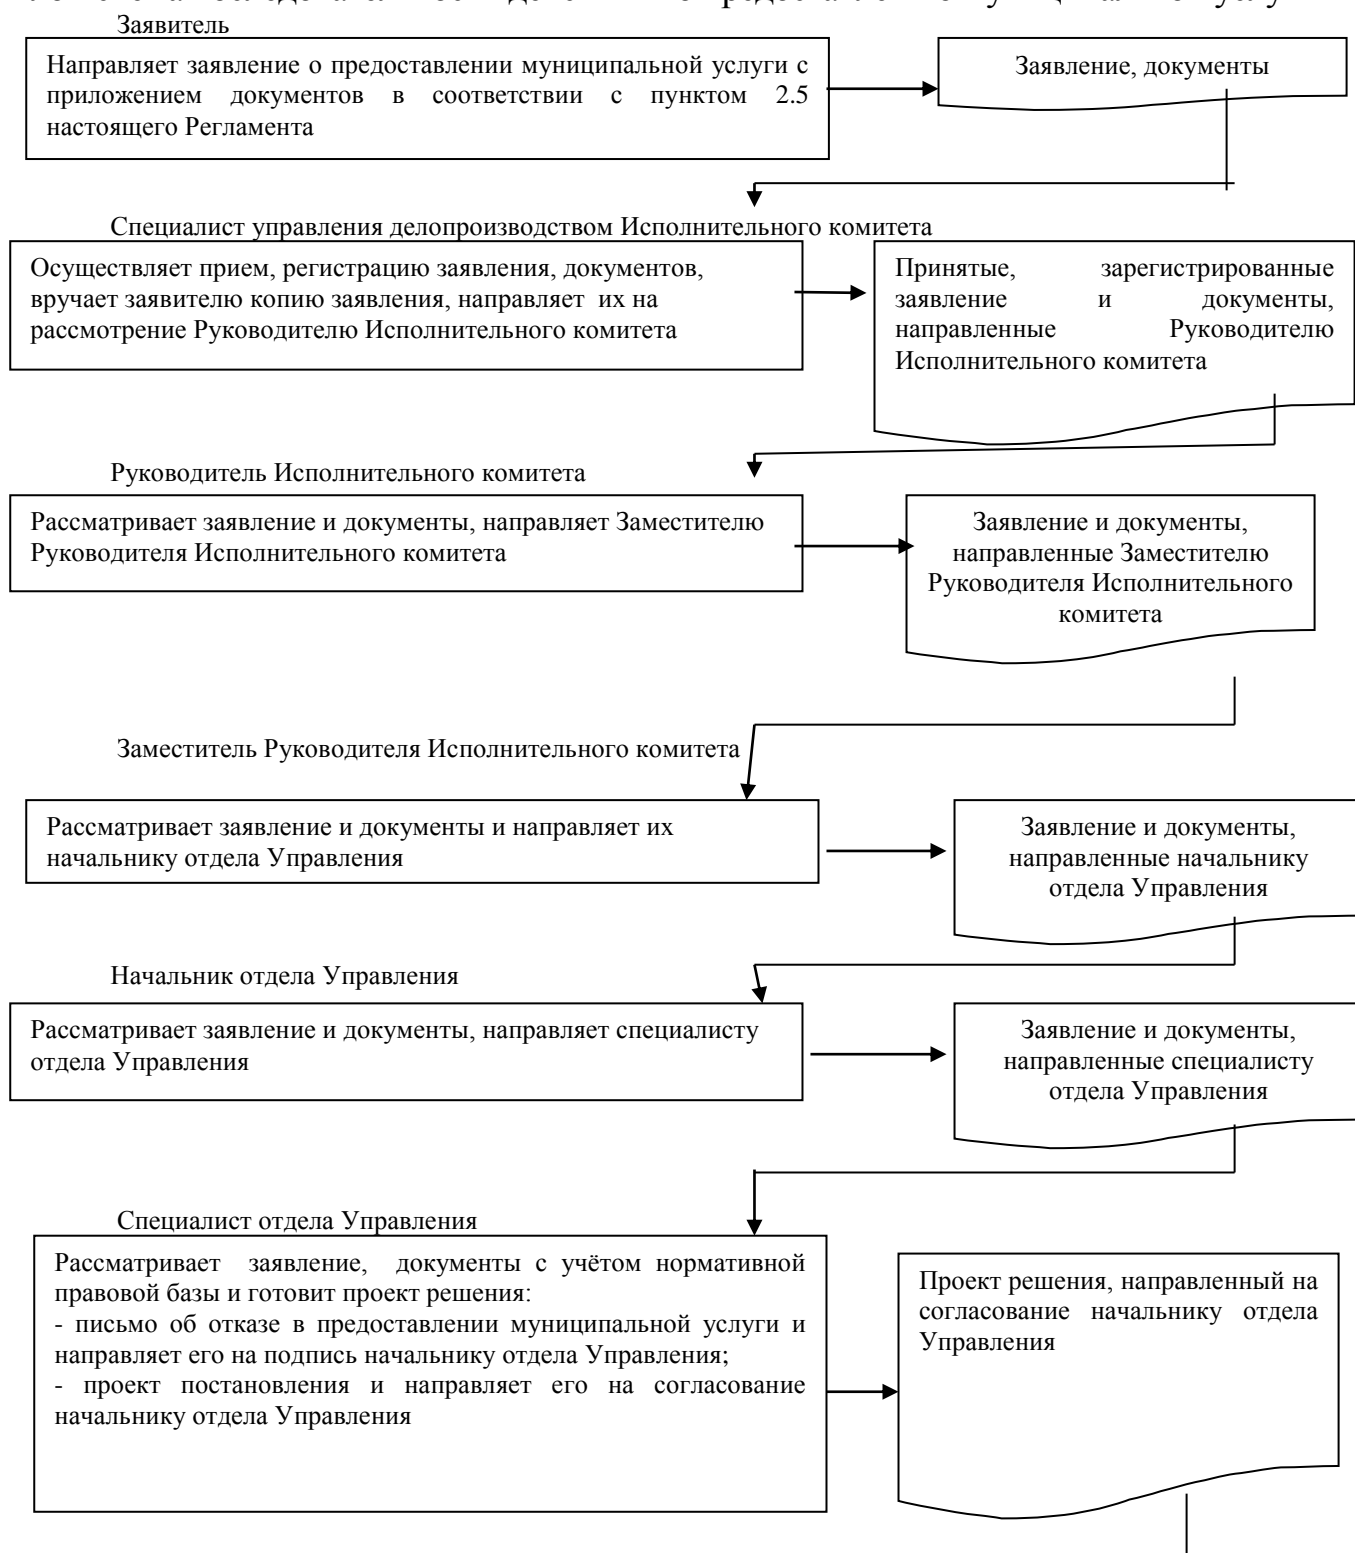 Заявитель
Направляет заявление о предоставлении муниципальной услуги с
приложением документов в соответствии с пунктом 2.5
настоящего Регламента
Заявление, документы
Специалист управления делопроизводством Исполнительного комитета
Осуществляет прием, регистрацию заявления, документов,
вручает заявителю копию заявления, направляет их на
рассмотрение Руководителю Исполнительного комитета
Принятые, зарегистрированные
заявление и документы,
направленные Руководителю
Исполнительного комитета
Руководитель Исполнительного комитета
Рассматривает заявление и документы, направляет Заместителю
Руководителя Исполнительного комитета
Заявление и документы,
направленные Заместителю
Руководителя Исполнительного
комитета
Заместитель Руководителя Исполнительного комитета
Рассматривает заявление и документы и направляет их
начальнику отдела Управления
Заявление и документы,
направленные начальнику
отдела Управления
Начальник отдела Управления
Рассматривает заявление и документы, направляет специалисту
отдела Управления
Заявление и документы,
направленные специалисту
отдела Управления
Специалист отдела Управления
Рассматривает заявление, документы с учётом нормативной
правовой базы и готовит проект решения:
- письмо об отказе в предоставлении муниципальной услуги и
направляет его на подпись начальнику отдела Управления;
- проект постановления и направляет его на согласование
начальнику отдела Управления
Проект решения, направленный на
согласование начальнику отдела
Управления